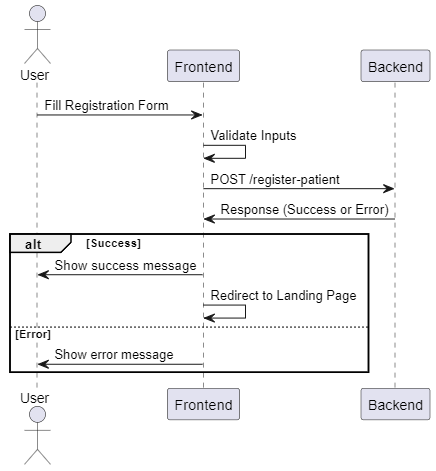 User
Frontend
Backend
Fill Registration Form
Validate Inputs
POST /register-patient
Response (Success or Error)
alt [Success]
Show success message
Redirect to Landing Page
[Error]
Show error message
User
Frontend
Backend